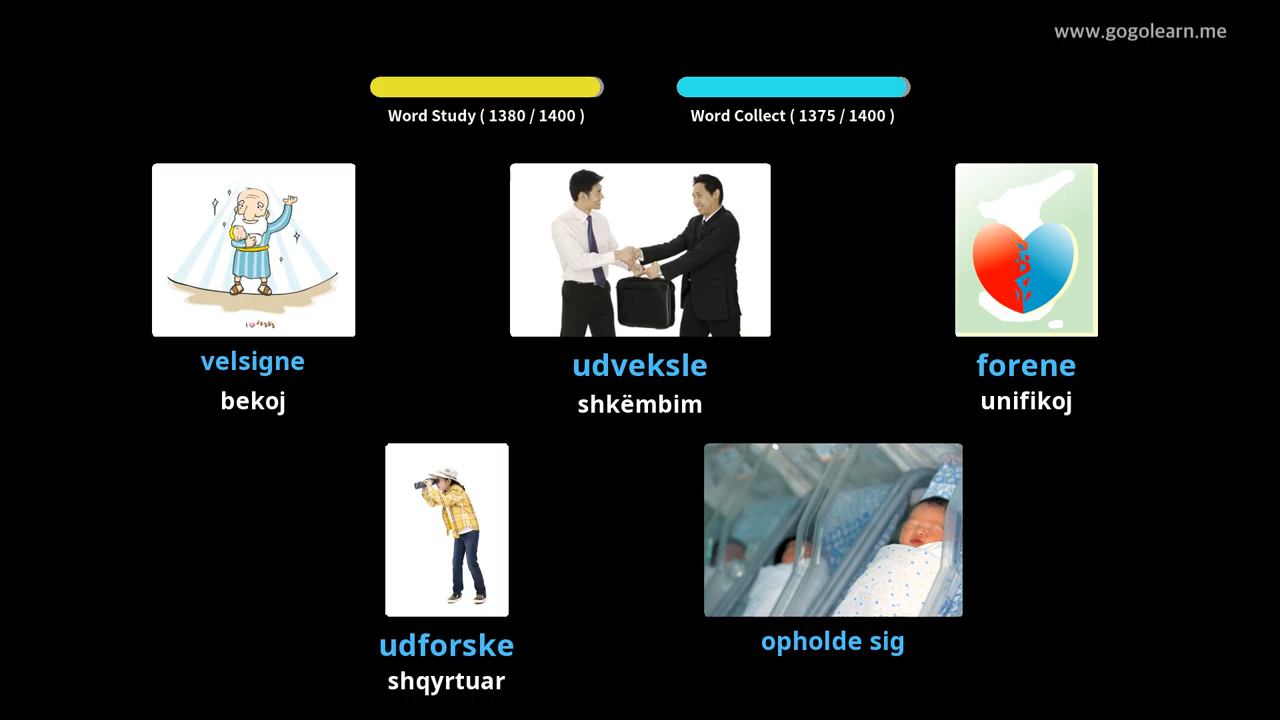 www.gogolearn.me
Word Study ( 1380 / 1400 )
Word Collect ( 1375 / 1400 )
I ♥ JESUS
velsigne
bekoj
udveksle
shkëmbim
forene
unifikoj
udforske
shqyrtuar
opholde sig